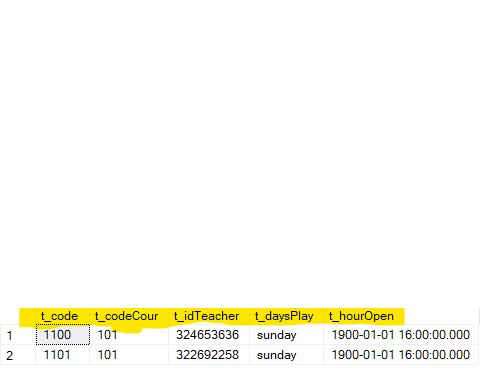 t_code t_codeCour t_idTeacher t_daysPlay t_hourOpen
1 1100 101 324653636 sunday 1900-01-01 16:00:00.000
2 1101 101 322692258 sunday 1900-01-01 16:00:00.000